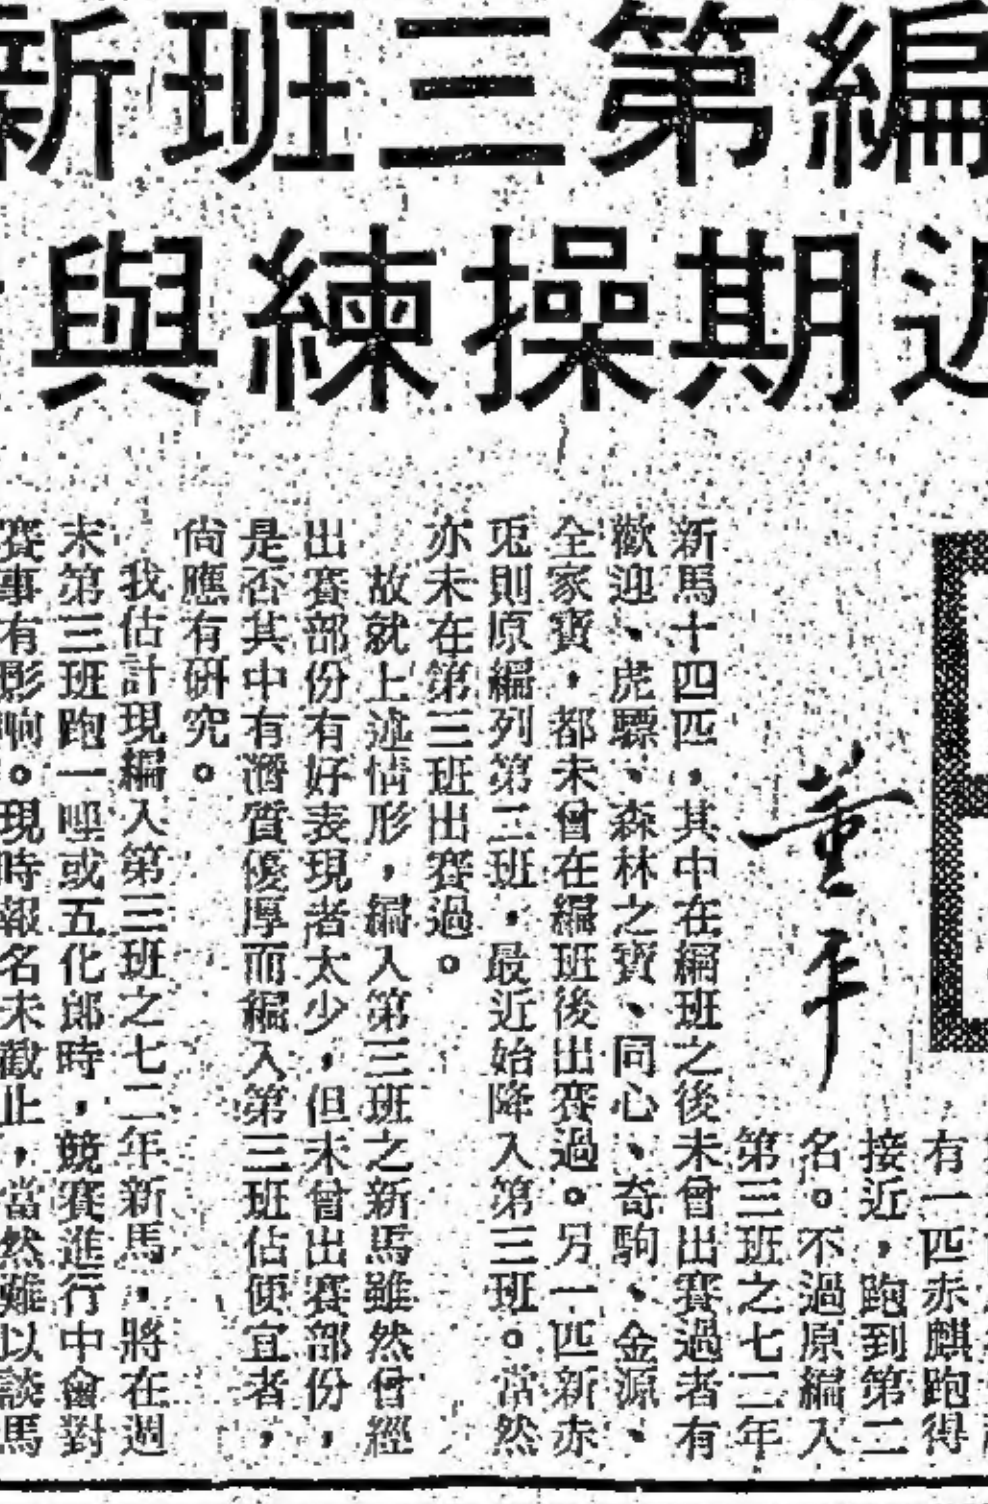 編第三班新
近期操練與
董平
有一匹赤麒跑得
接近，跑到第二
名。不過原編入
第三班之七二年
新馬十四匹，其中在編班之後未曾出賽過者有
歡迎、虎驃、森林之寶、同心、奇駒、金源、
全家寶，都未曾在編班後出賽過。另一匹新赤
兎則原編列第二班，最近始降入第三班。當然
亦未在第三班出賽過。
故就上述情形，編入第三班之新馬雖然曾經
出賽部份有好表現者太少，但未曾出賽部份，
是否其中有潛質優厚而編入第三班佔便宜者，
尙應有研究。
我估計現編入第三班之七二年新馬，將在週
末第三班跑一哩或五化郎時，競賽進行中會對
賽事有影响。現時報名未截止，當然難以談馬